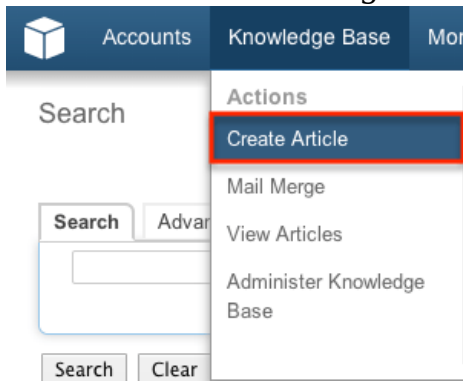 Accounts Knowledge Base
Search
Actions
Create Article
Mail Merge
View Articles
Administer Knowledge
Base
Search
Search Clear